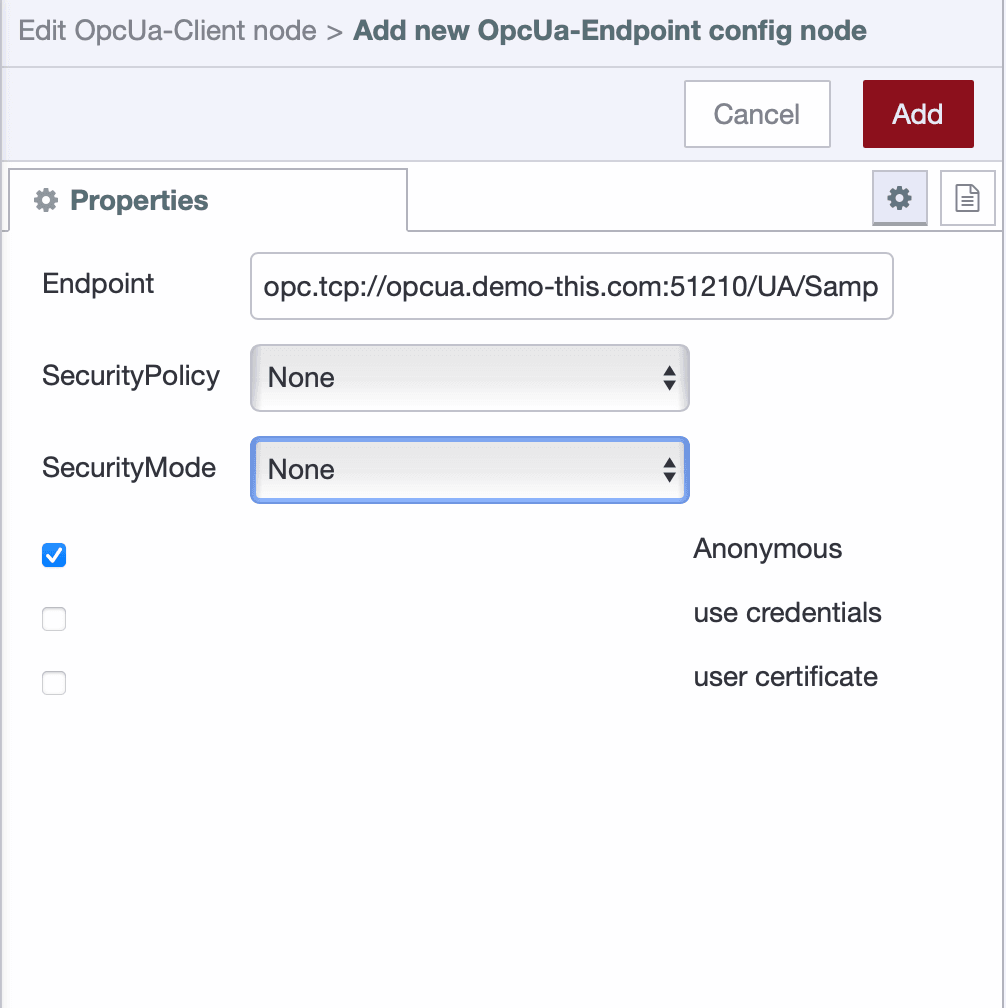 Edit OpcUa-Client node > Add new OpcUa-Endpoint config node
Cancel Add
Properties
Endpoint opc.tcp://opcua.demo-this.com:51210/UA/Samp
SecurityPolicy None
SecurityMode None
Anonymous
use credentials
user certificate